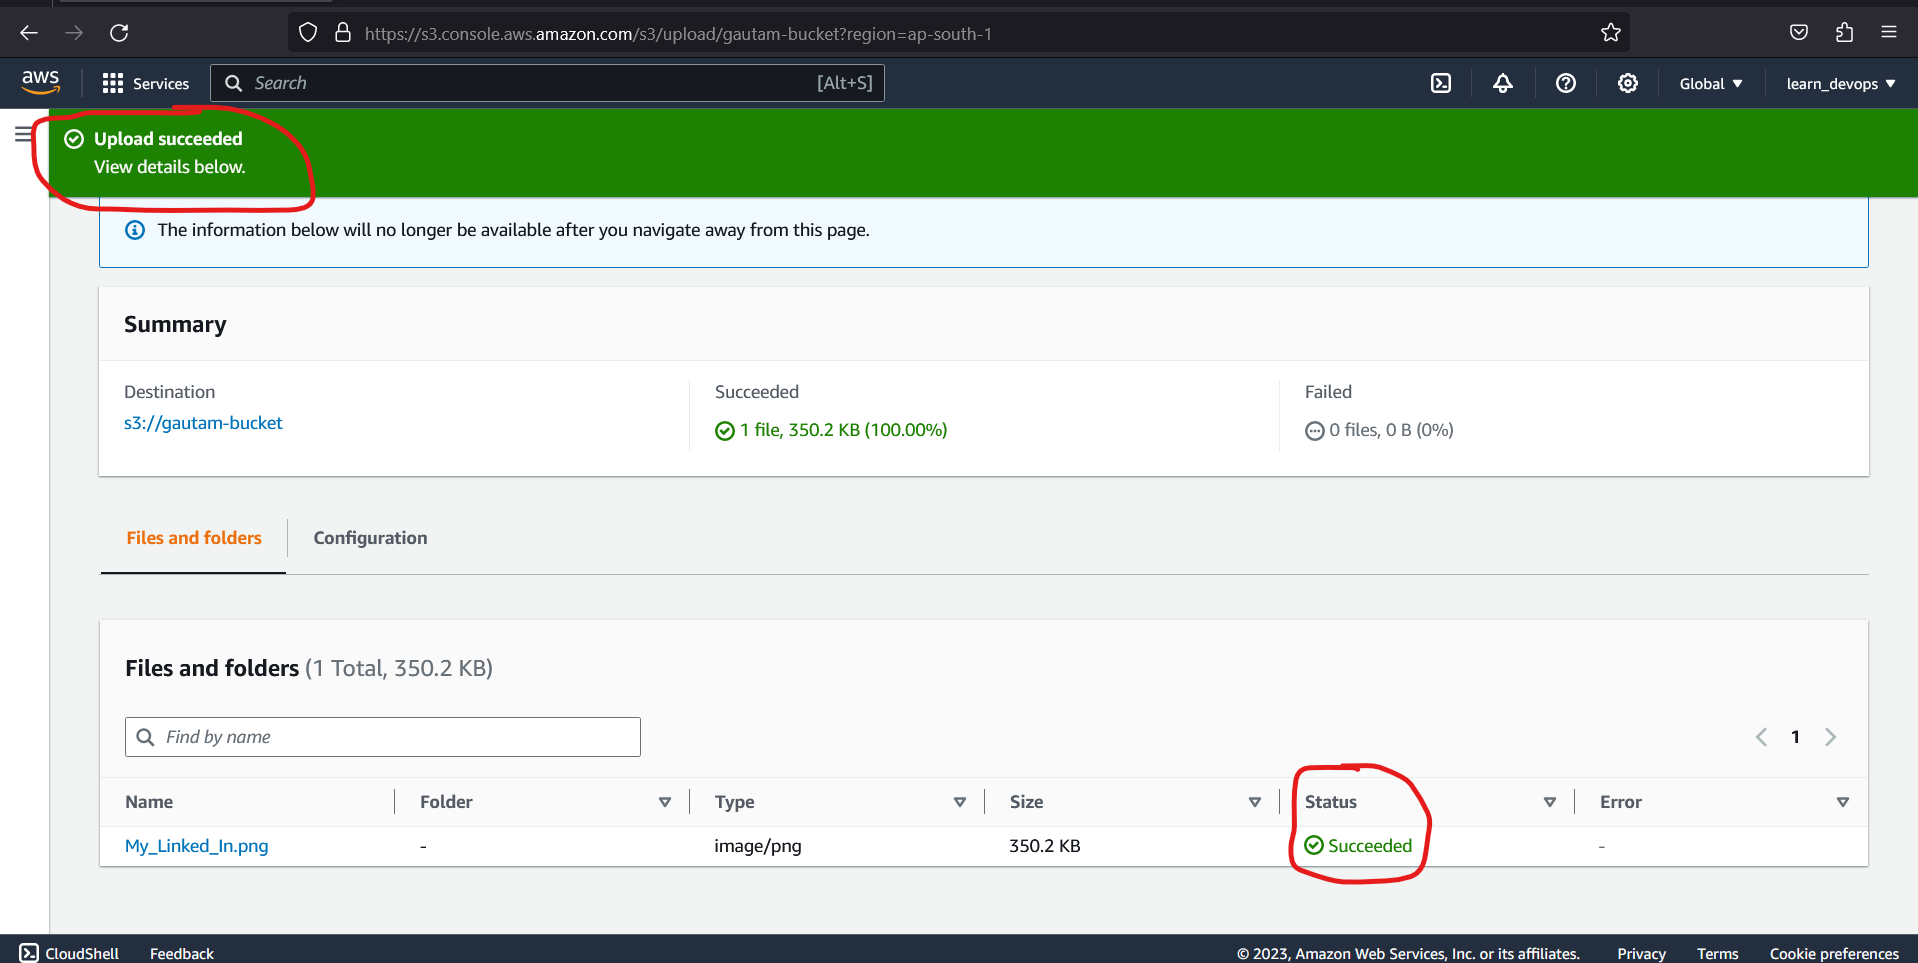 https://s3.console.aws.amazon.com/s3/upload/gautam-bucket?region=ap-south-1
aws Services Search [Alt+S] Global learn_devops
Upload succeeded
View details below.
The information below will no longer be available after you navigate away from this page.
Summary
Destination Succeeded Failed
s3://gautam-bucket 1 file, 350.2 KB (100.00%) 0 files, 0 B (0%)
Files and folders Configuration
Files and folders (1 Total, 350.2 KB)
Find by name 1
Name Folder Type Size Status Error
My_Linked_In.png - image/png 350.2 KB Succeeded -
CloudShell Feedback © 2023, Amazon Web Services, Inc. or its affiliates. Privacy Terms Cookie preferences